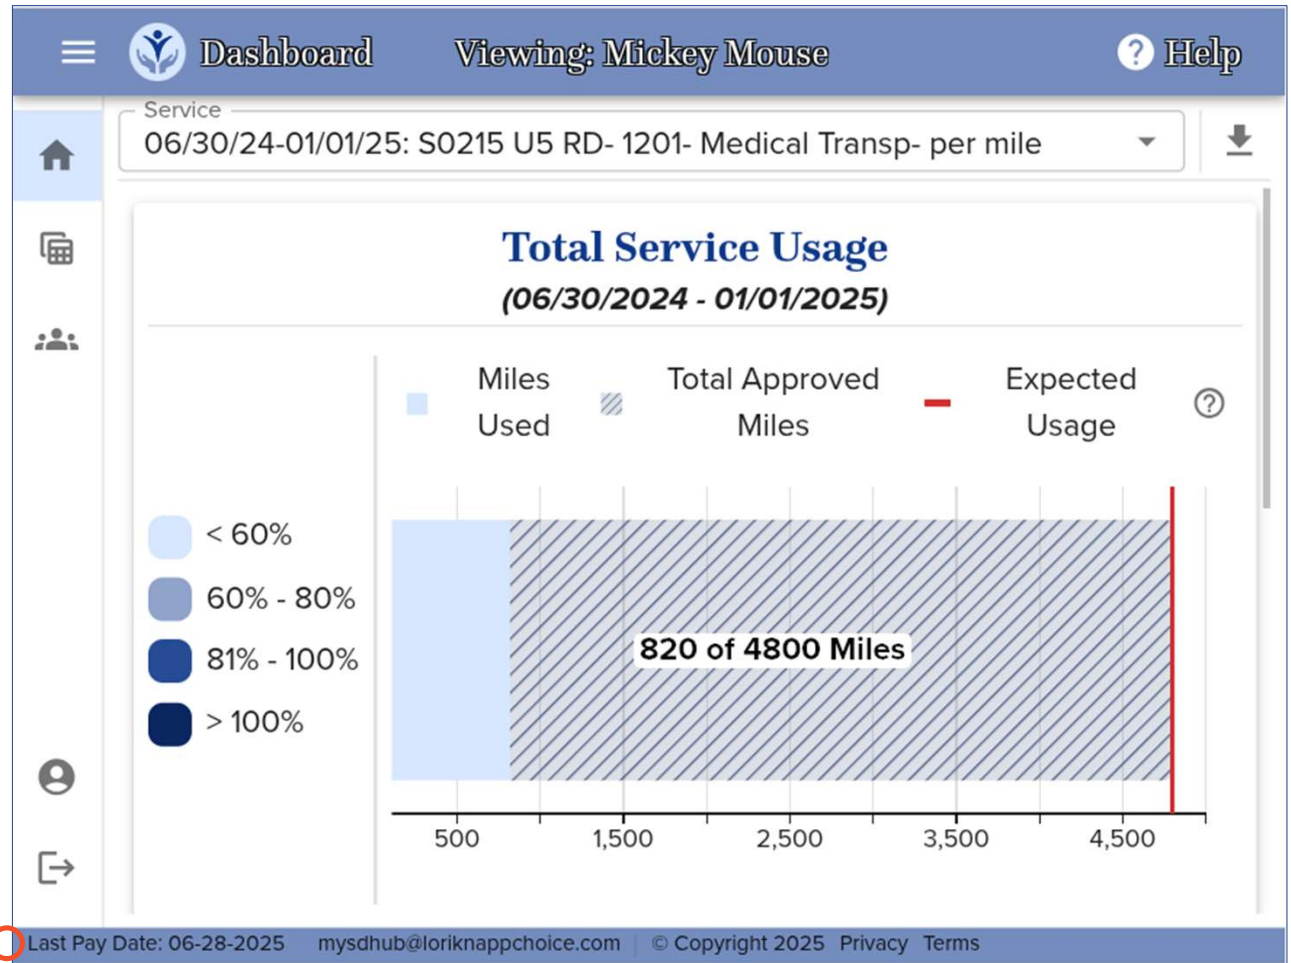 Dashboard Viewing: Mickey Mouse ? Help
Service
06/30/24-01/01/25: S0215 U5 RD- 1201- Medical Transp- per mile
Total Service Usage
(06/30/2024 - 01/01/2025)
Miles Used
Total Approved Miles
Expected Usage
?
< 60%
60% - 80%
81% - 100%
> 100%
820 of 4800 Miles
500 1,500 2,500 3,500 4,500
Last Pay Date: 06-28-2025 mysdhub@loriknappchoice.com © Copyright 2025 Privacy Terms